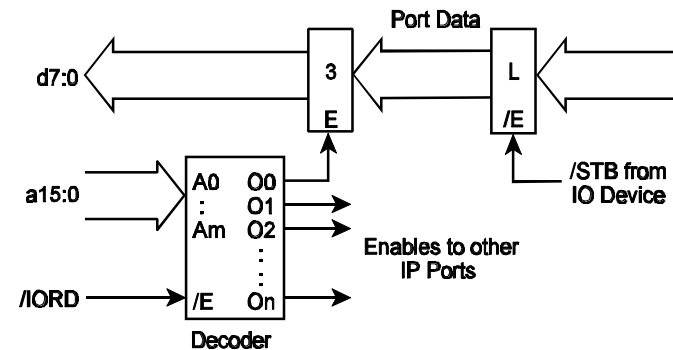 Port Data
d7:0
3
E
L
/E
/STB from
IO Device
a15:0
A0 O0
: O1
Am O2
Enables to other
IP Ports
/IORD
/E On
Decoder